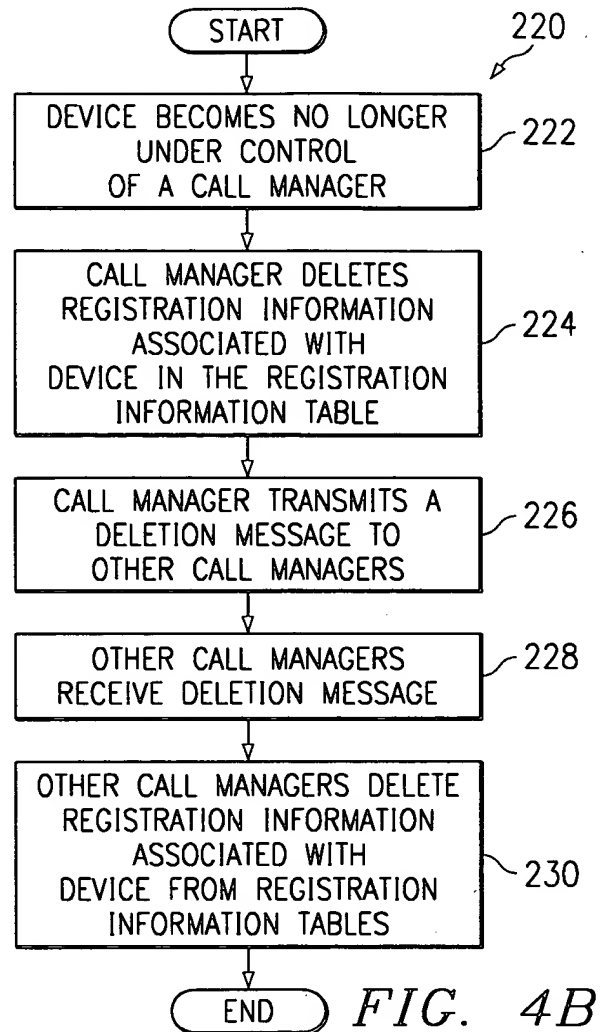 START
220
DEVICE BECOMES NO LONGER
UNDER CONTROL
OF A CALL MANAGER
222
CALL MANAGER DELETES
REGISTRATION INFORMATION
ASSOCIATED WITH
DEVICE IN THE REGISTRATION
INFORMATION TABLE
224
CALL MANAGER TRANSMITS A
DELETION MESSAGE TO
OTHER CALL MANAGERS
226
OTHER CALL MANAGERS
RECEIVE DELETION MESSAGE
228
OTHER CALL MANAGERS DELETE
REGISTRATION INFORMATION
ASSOCIATED WITH
DEVICE FROM REGISTRATION
INFORMATION TABLES
230
END
FIG. 4B